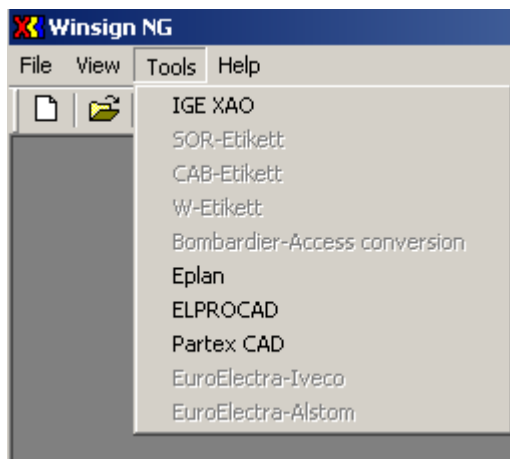 Winsign NG
File View Tools Help
IGE XAO
SOR-Etikett
CAB-Etikett
W-Etikett
Bombardier-Access conversion
Eplan
ELPROCAD
Partex CAD
EuroElectra-Iveco
EuroElectra-Alstom